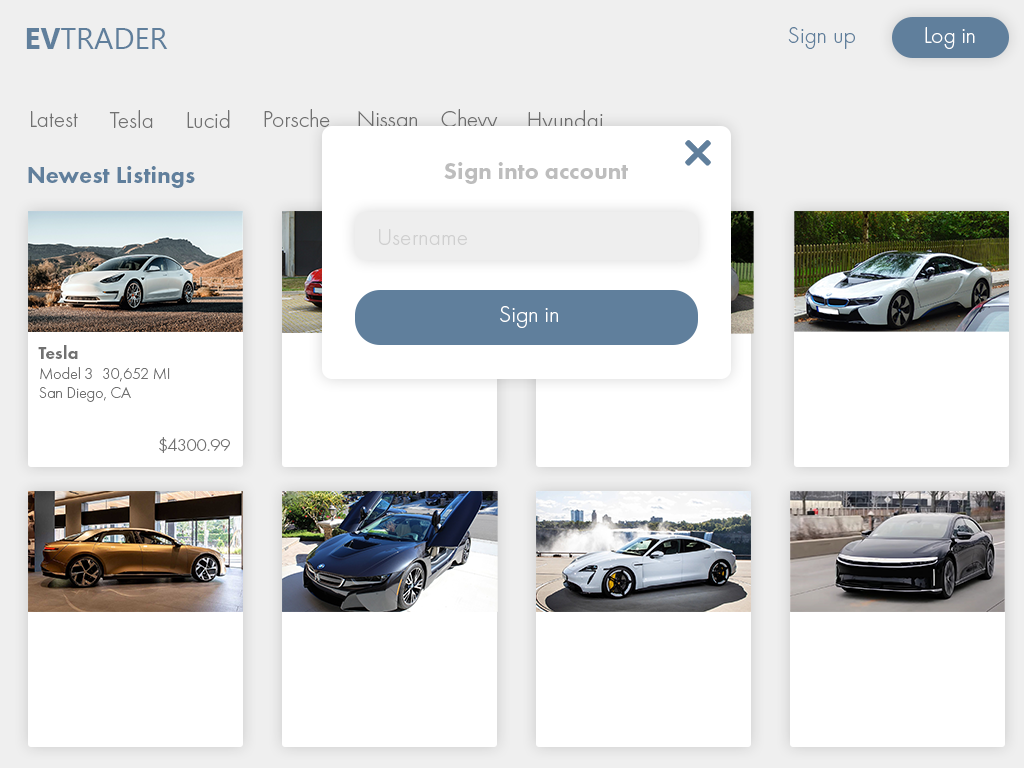 EVTRADER
Sign up
Log in
Latest Tesla Lucid Porsche Nissan Chevy Hyundai
Newest Listings
Sign into account
Username
Sign in
Tesla
Model 3 30,652 MI
San Diego, CA
$4300.99